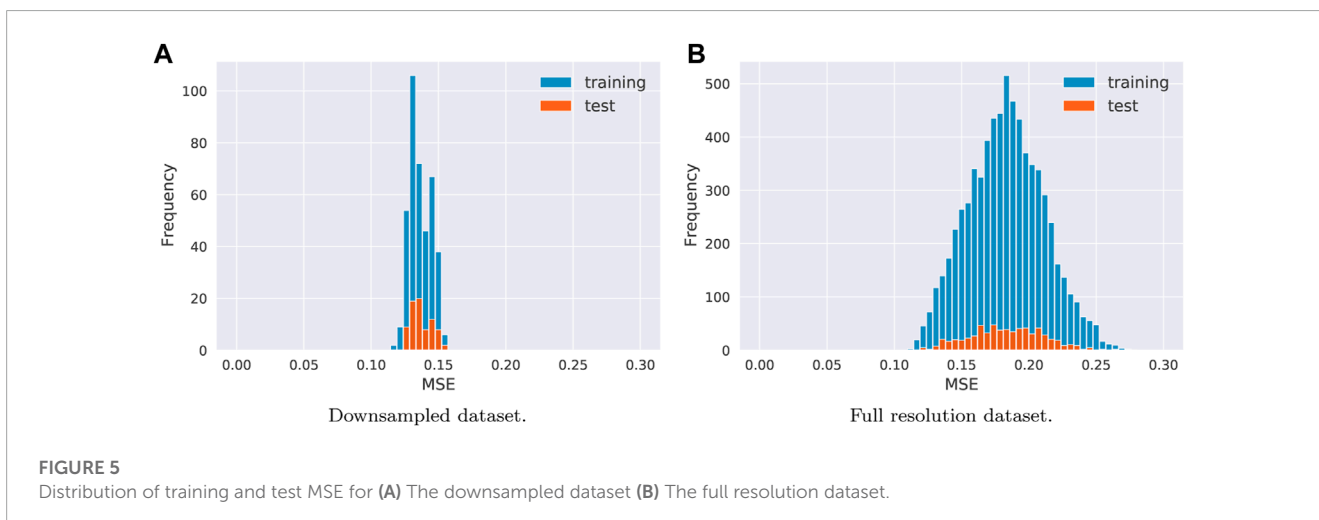 A
training
test
100
80
60
40
20
0
Frequency
0.00 0.05 0.10 0.15 0.20 0.25 0.30
MSE
Downsampled dataset.
B
training
test
500
400
300
200
100
0
Frequency
0.00 0.05 0.10 0.15 0.20 0.25 0.30
MSE
Full resolution dataset.
FIGURE 5
Distribution of training and test MSE for (A) The downsampled dataset (B) The full resolution dataset.